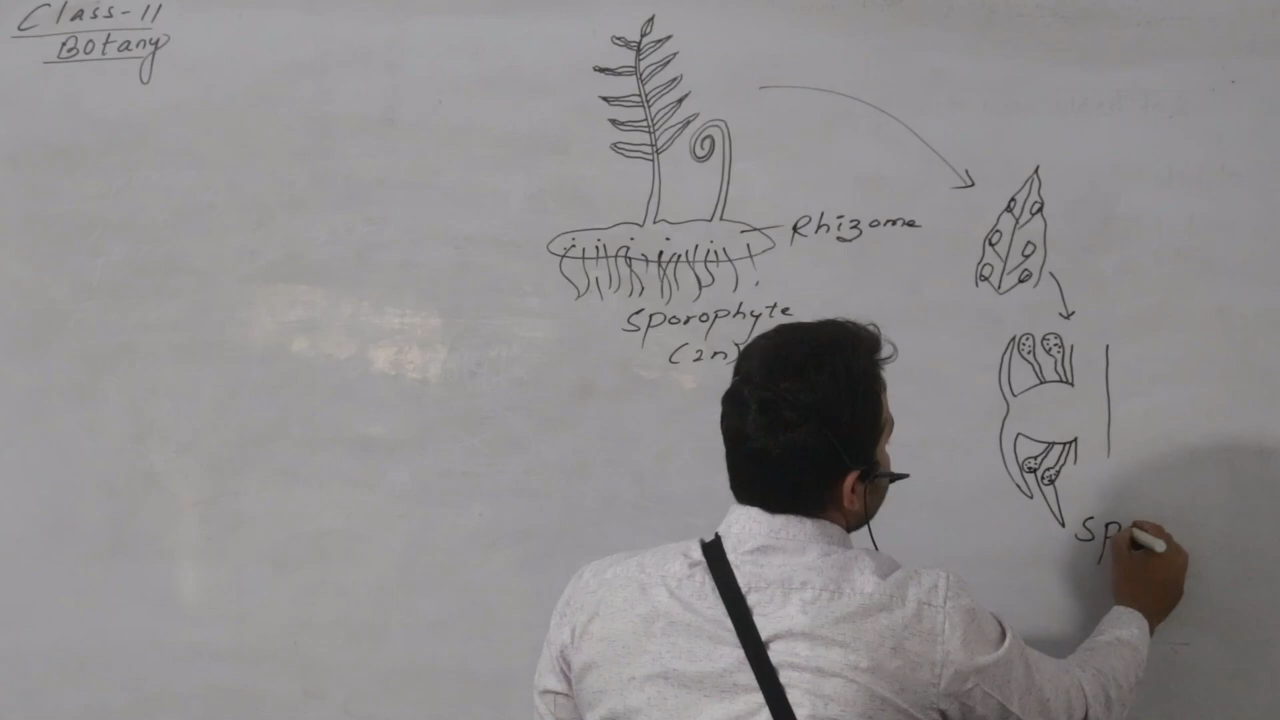 Class-11
Botany
Rhizome
Sporophyte
(2n)
Sp